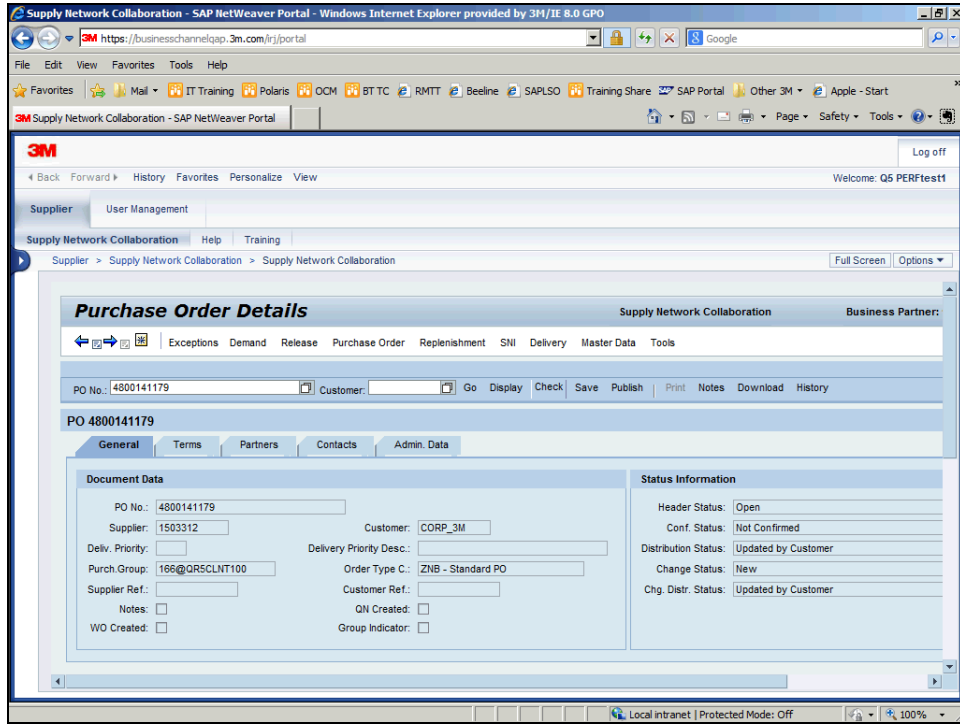 Supply Network Collaboration - SAP NetWeaver Portal - Windows Internet Explorer provided by 3M/IE 8.0 GPO
3M https://businesschannelqap.3m.com/irj/portal Google
File Edit View Favorites Tools Help
Favorites Mail IT Training Polaris OCM BT TC RMTT Beeline SAPLSO Training Share SAP Portal Other 3M Apple - Start »
3M Supply Network Collaboration - SAP NetWeaver Portal Page Safety Tools
3M Log off
Back Forward History Favorites Personalize View Welcome: Q5 PERFtest1
Supplier User Management
Supply Network Collaboration Help Training
Supplier > Supply Network Collaboration > Supply Network Collaboration Full Screen Options
Purchase Order Details Supply Network Collaboration Business Partner:
Exceptions Demand Release Purchase Order Replenishment SNI Delivery Master Data Tools
PO No.: 4800141179 Customer: Go Display Check Save Publish Print Notes Download History
PO 4800141179
General Terms Partners Contacts Admin. Data
Document Data Status Information
PO No.: 4800141179 Header Status: Open
Supplier: 1503312 Customer: CORP_3M Conf. Status: Not Confirmed
Deliv. Priority: Delivery Priority Desc.: Distribution Status: Updated by Customer
Purch.Group: 166@QR5CLNT100 Order Type C.: ZNB - Standard PO Change Status: New
Supplier Ref.: Customer Ref.: Chg. Distr. Status: Updated by Customer
Notes: QN Created:
WO Created: Group Indicator:
Local intranet | Protected Mode: Off 100%